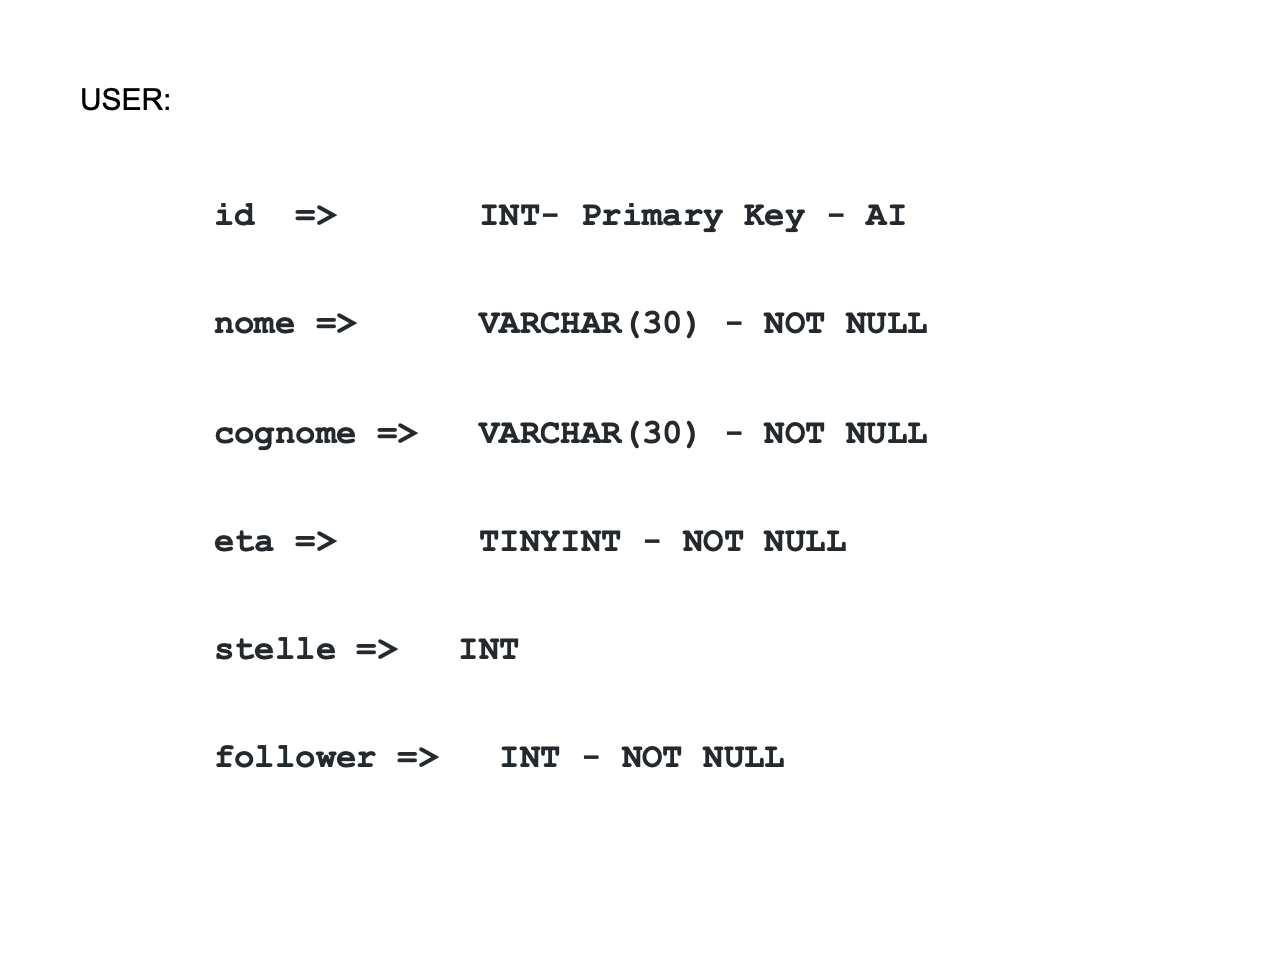 USER:
id => INT- Primary Key - AI
nome => VARCHAR(30) - NOT NULL
cognome => VARCHAR(30) - NOT NULL
eta => TINYINT - NOT NULL
stelle => INT
follower => INT - NOT NULL